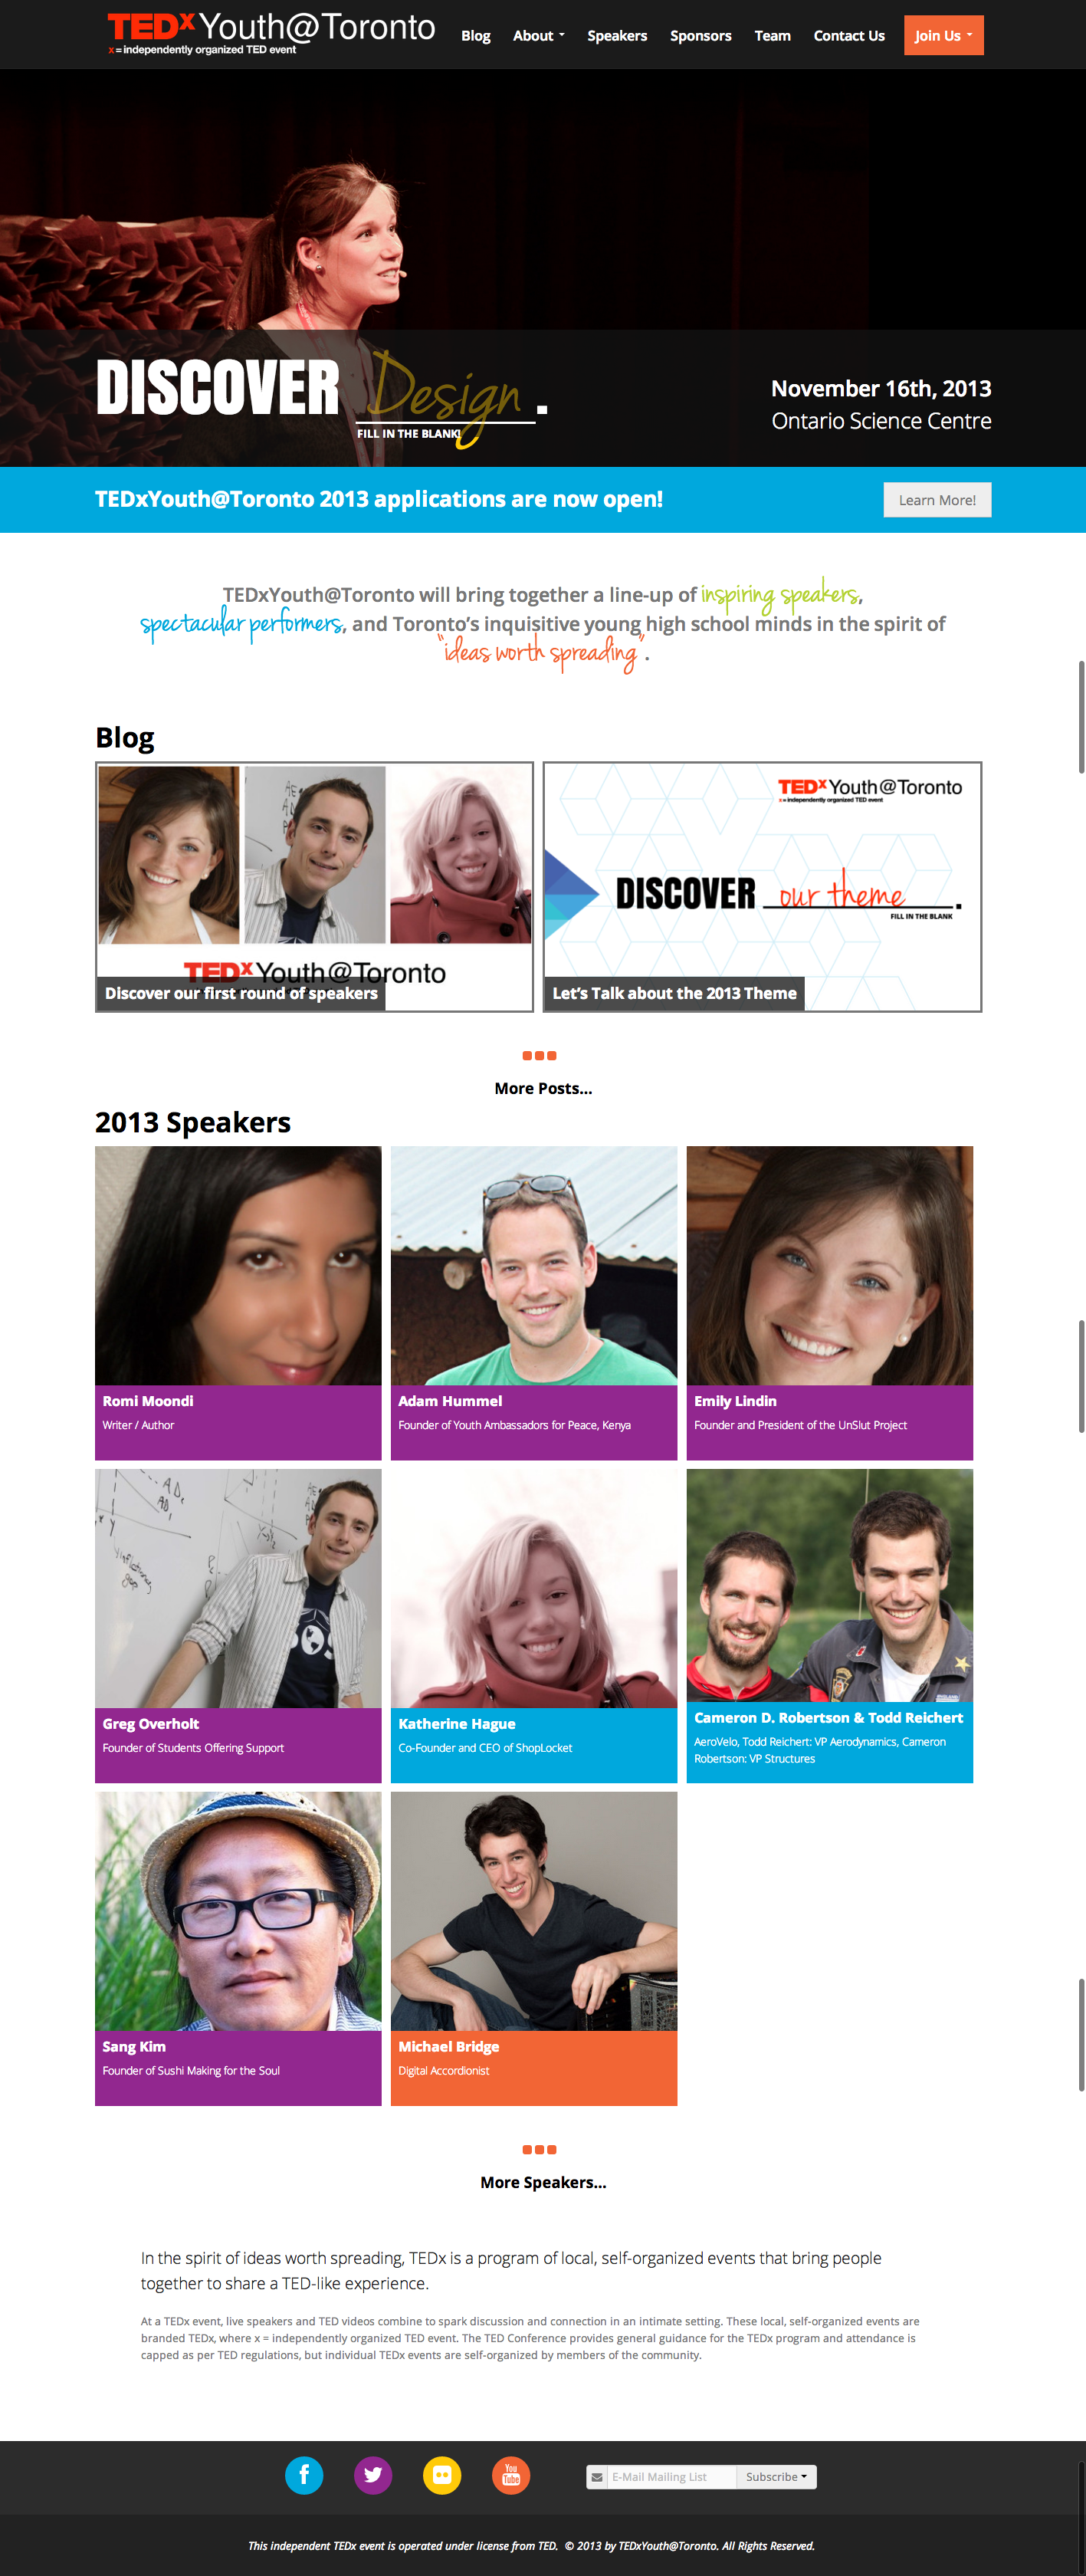 TEDx Youth@Toronto
x = independently organized TED event
Blog About Speakers Sponsors Team Contact Us Join Us
DISCOVER Design .
FILL IN THE BLANK!
November 16th, 2013
Ontario Science Centre
TEDxYouth@Toronto 2013 applications are now open!
Learn More!
TEDxYouth@Toronto will bring together a line-up of inspiring speakers,
spectacular performers, and Toronto’s inquisitive young high school minds in the spirit of
“ideas worth spreading”.
Blog
TEDx Youth@Toronto
Discover our first round of speakers
TEDx Youth@Toronto
x = independently organized TED event
DISCOVER our theme .
FILL IN THE BLANK
Let’s Talk about the 2013 Theme
More Posts...
2013 Speakers
Romi Moondi
Writer / Author
Adam Hummel
Founder of Youth Ambassadors for Peace, Kenya
Emily Lindin
Founder and President of the UnSlut Project
Greg Overholt
Founder of Students Offering Support
Katherine Hague
Co-Founder and CEO of ShopLocket
Cameron D. Robertson & Todd Reichert
AeroVelo, Todd Reichert: VP Aerodynamics, Cameron
Robertson: VP Structures
Sang Kim
Founder of Sushi Making for the Soul
Michael Bridge
Digital Accordionist
More Speakers...
In the spirit of ideas worth spreading, TEDx is a program of local, self-organized events that bring people
together to share a TED-like experience.
At a TEDx event, live speakers and TED videos combine to spark discussion and connection in an intimate setting. These local, self-organized events are
branded TEDx, where x = independently organized TED event. The TED Conference provides general guidance for the TEDx program and attendance is
capped as per TED regulations, but individual TEDx events are self-organized by members of the community.
f
You
Tube
E-Mail Mailing List
Subscribe
This independent TEDx event is operated under license from TED. © 2013 by TEDxYouth@Toronto. All Rights Reserved.